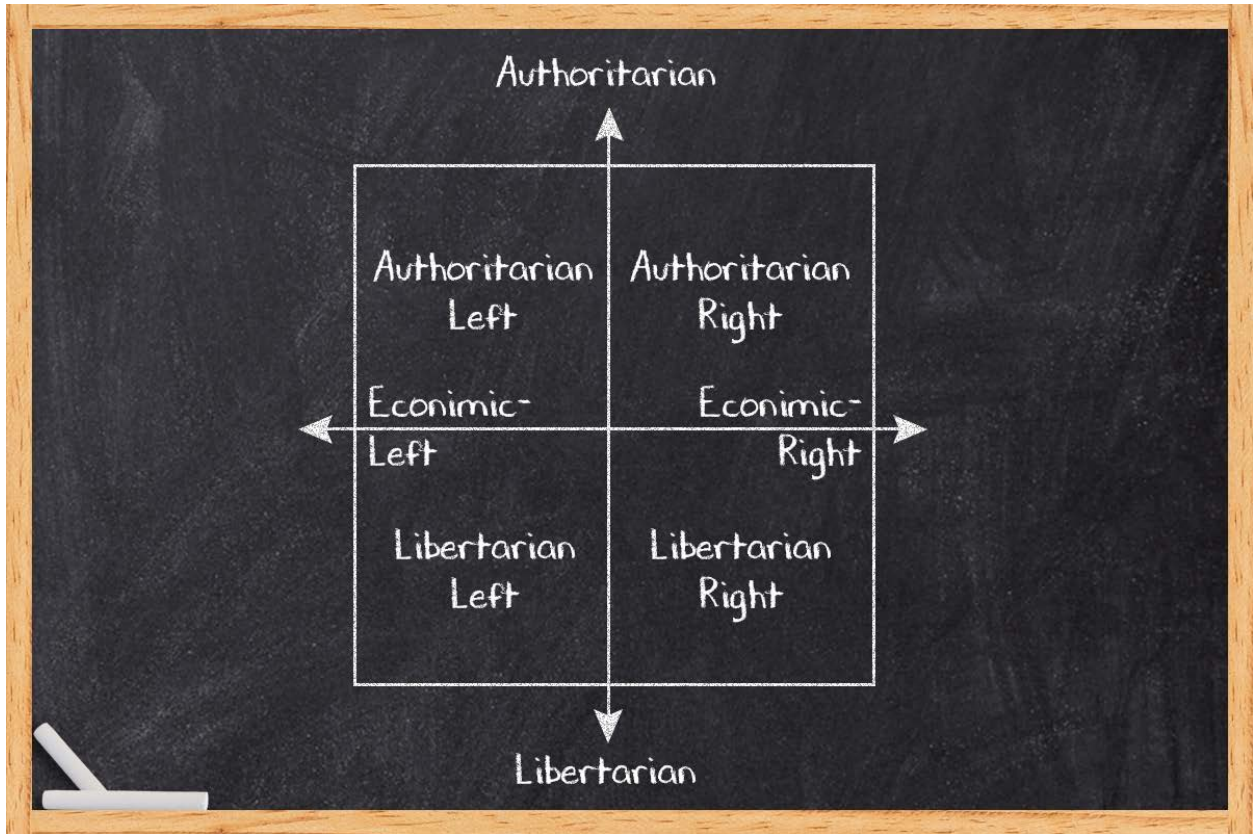 Authoritarian
Authoritarian
Left
Authoritarian
Right
Econimic-
Left
Econimic-
Right
Libertarian
Left
Libertarian
Right
Libertarian